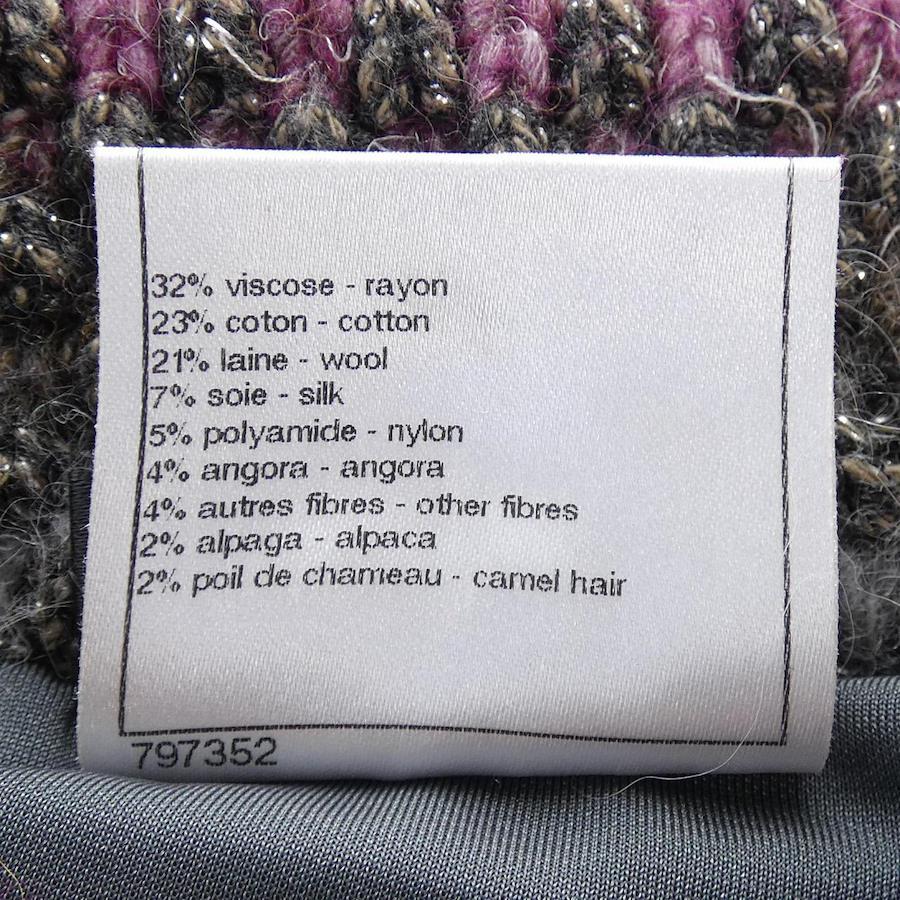 32% viscose - rayon
23% coton - cotton
21% laine - wool
7% soie - silk
5% polyamide - nylon
4% angora - angora
4% autres fibres - other fibres
2% alpaga - alpaca
2% poil de chameau - camel hair
797352